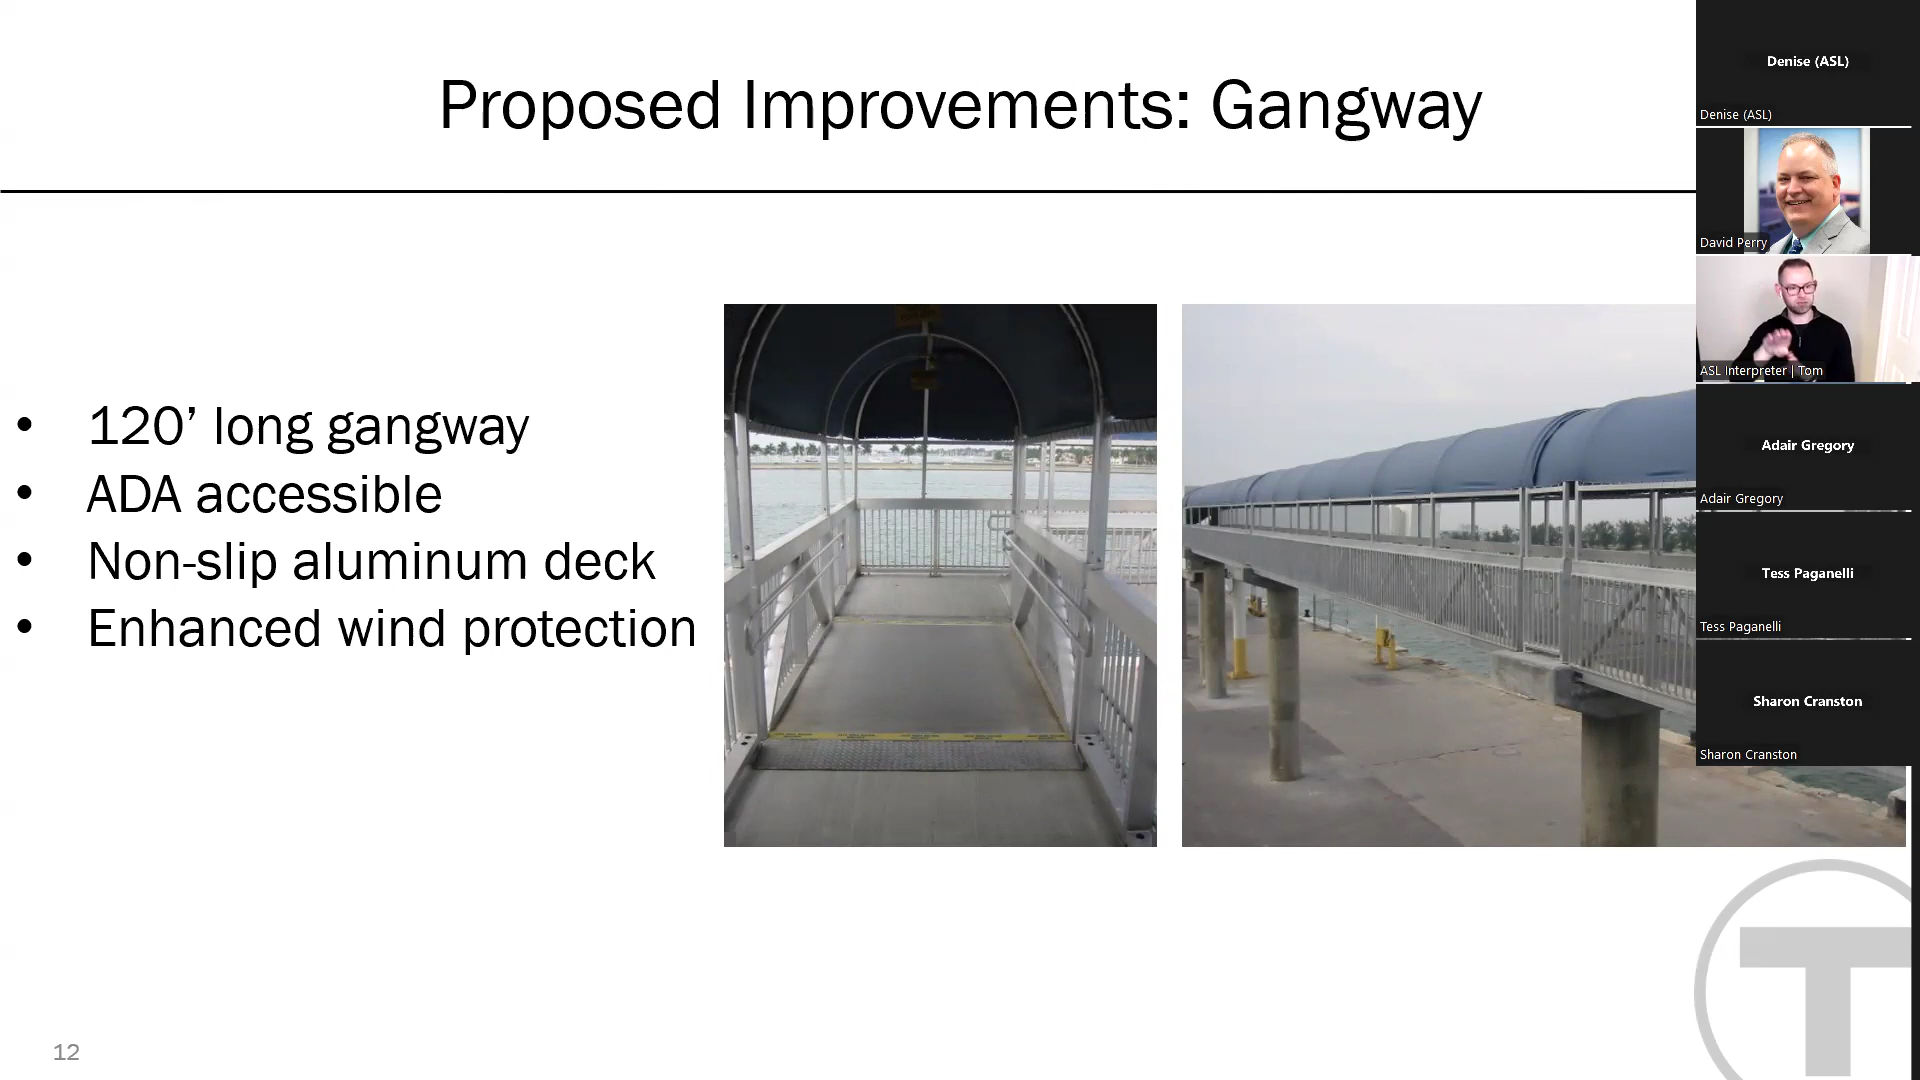 Proposed Improvements: Gangway
• 120’ long gangway
• ADA accessible
• Non-slip aluminum deck
• Enhanced wind protection
12
T
Denise (ASL)
Denise (ASL)
David Perry
ASL Interpreter | Tom
Adair Gregory
Adair Gregory
Tess Paganelli
Tess Paganelli
Sharon Cranston
Sharon Cranston